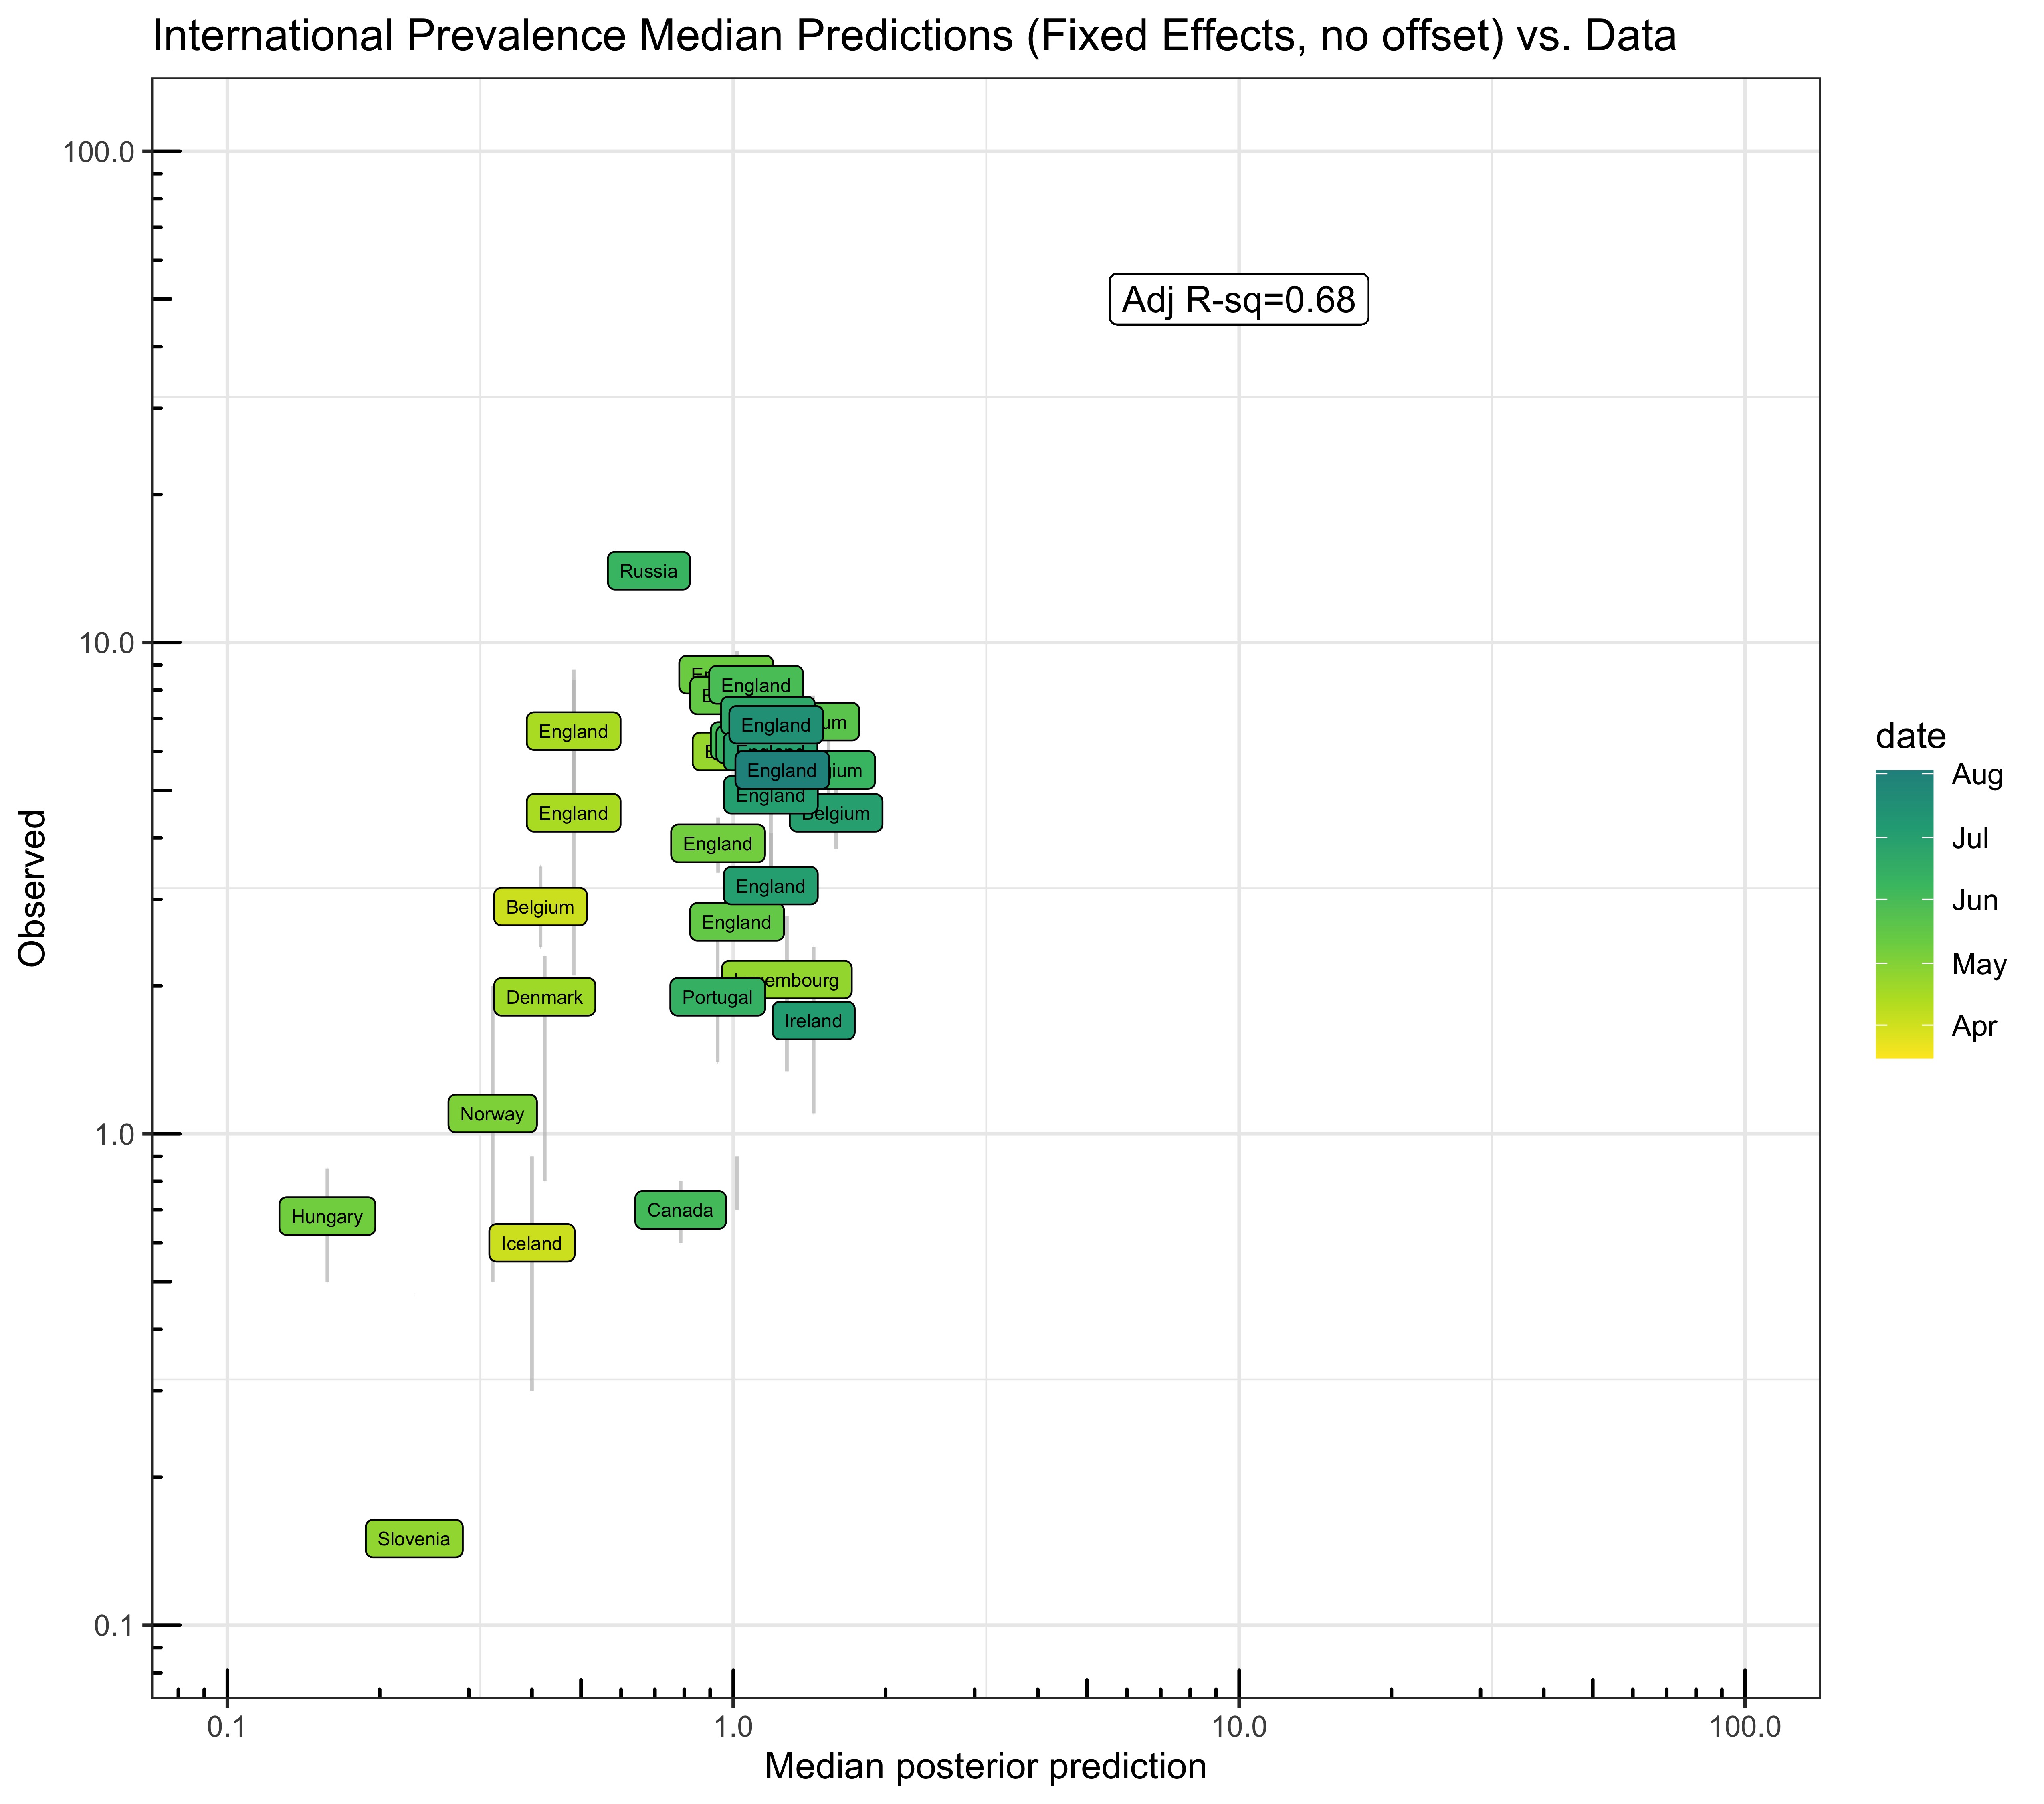 International Prevalence Median Predictions (Fixed Effects, no offset) vs. Data
100.0
Adj R-sq=0.68
Russia
10.0
England
England
England
England
England
England
Belgium
England
England
Belgium
England
England
Denmark
Portugal
Ireland
Norway
1.0
Canada
Hungary
Iceland
Slovenia
0.1
0.1
1.0
10.0
100.0
Median posterior prediction
Observed
date
Aug
Jul
Jun
May
Apr